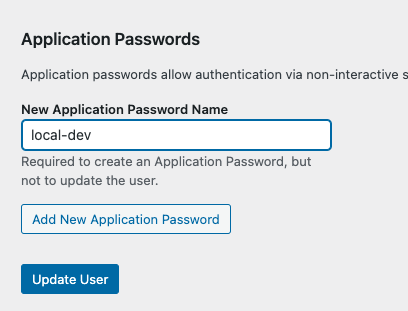 Application Passwords
Application passwords allow authentication via non-interactive s
New Application Password Name
local-dev
Required to create an Application Password, but
not to update the user.
Add New Application Password
Update User